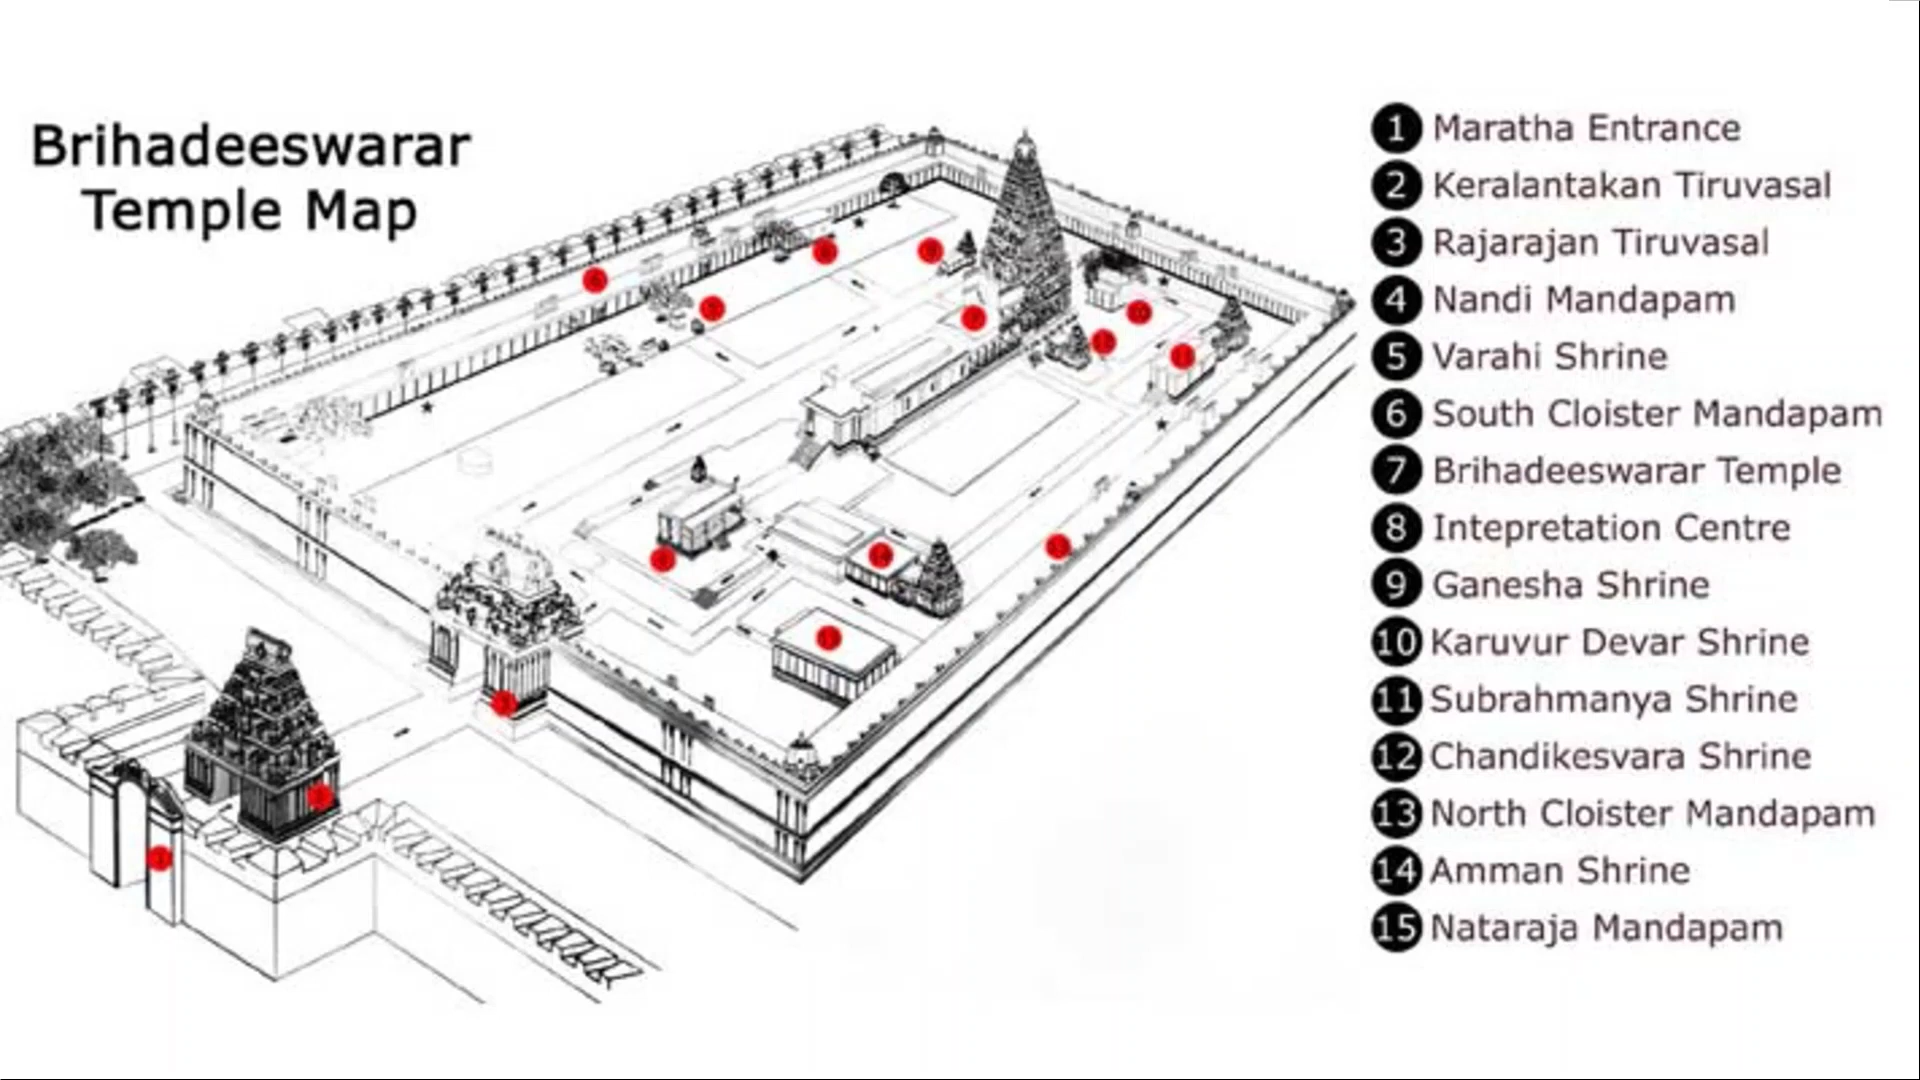 Brihadeeswarar
Temple Map
1 Maratha Entrance
2 Keralantakan Tiruvasal
3 Rajarajan Tiruvasal
4 Nandi Mandapam
5 Varahi Shrine
6 South Cloister Mandapam
7 Brihadeeswarar Temple
8 Intepretation Centre
9 Ganesha Shrine
10 Karuvur Devar Shrine
11 Subrahmanya Shrine
12 Chandikesvara Shrine
13 North Cloister Mandapam
14 Amman Shrine
15 Nataraja Mandapam